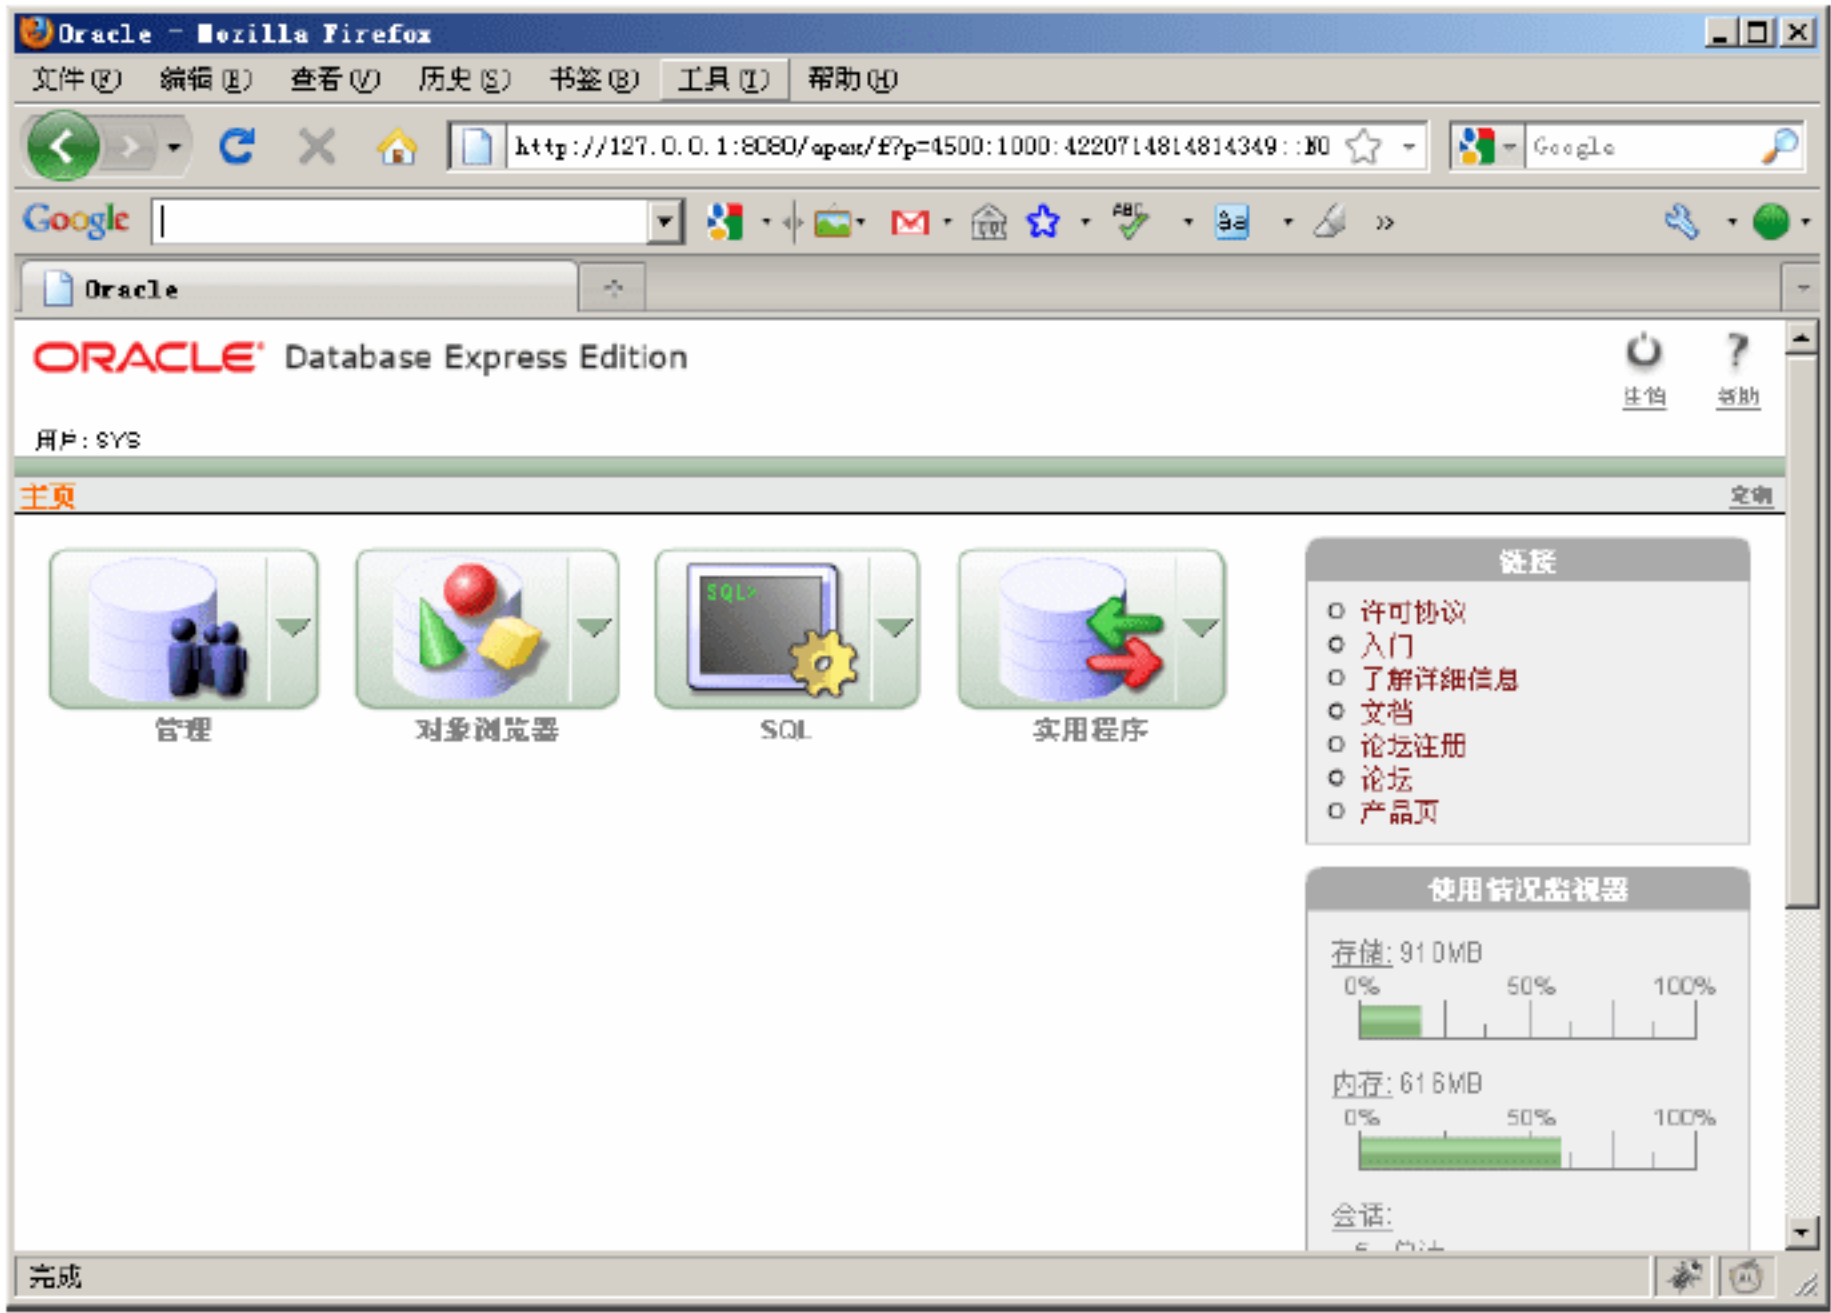 Oracle - Mozilla Firefox
文件(F) 编辑(E) 查看(V) 历史(S) 书签(B) 工具(T) 帮助(H)
http://127.0.0.1:8080/apex/f?p=4500:1000:4220714814814349::NO
Google
Google
Oracle
ORACLE Database Express Edition
注销 帮助
用户: SYS
主页
定制
SQL>
管理 对象浏览器 SQL 实用程序
链接
许可协议
入门
了解详细信息
文档
论坛注册
论坛
产品页
使用情况监视器
存储: 910MB
0% 50% 100%
内存: 616MB
0% 50% 100%
会话:
完成